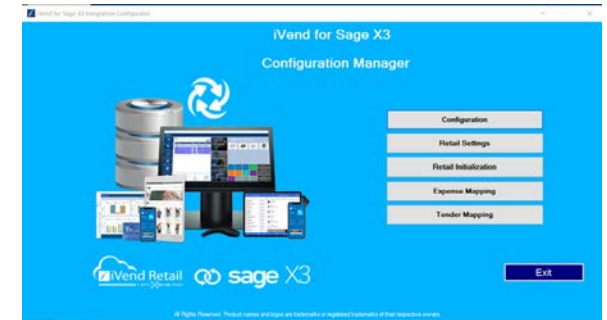 iVend for Sage X3 Integration Configurator
iVend for Sage X3
Configuration Manager
Configuration
Retail Settings
Retail Initialization
Expense Mapping
Tender Mapping
iVend Retail
sage X3
Exit
All Rights Reserved. Product names and logos are trademarks or registered trademarks of their respective owners.